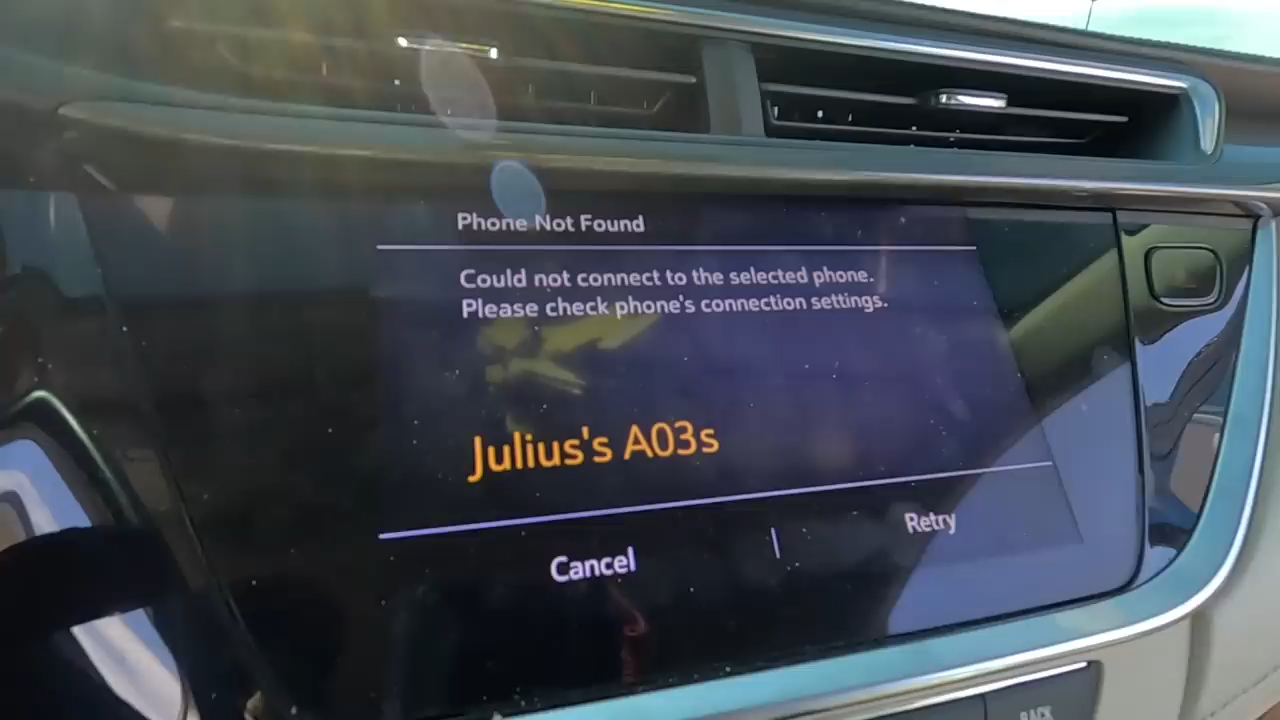 Phone Not Found
Could not connect to the selected phone.
Please check phone's connection settings.
Julius's A03s
Cancel
Retry
BACK